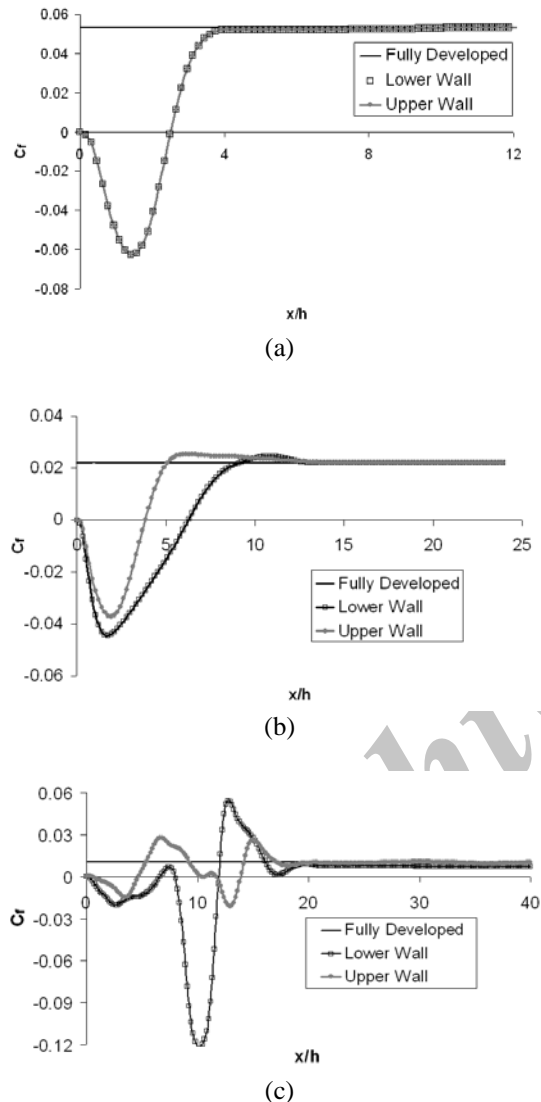 0.06
0.04
0.02
0
-0.02
-0.04
-0.06
-0.08
Cf
0 4 8 12
Fully Developed
Lower Wall
Upper Wall
x/h
(a)
0.04
0.02
0
-0.02
-0.04
-0.06
Cf
0 5 10 15 20 25
Fully Developed
Lower Wall
Upper Wall
x/h
(b)
0.06
0.03
0
-0.03
-0.06
-0.09
-0.12
Cf
0 10 20 30 40
Fully Developed
Lower Wall
Upper Wall
x/h
(c)